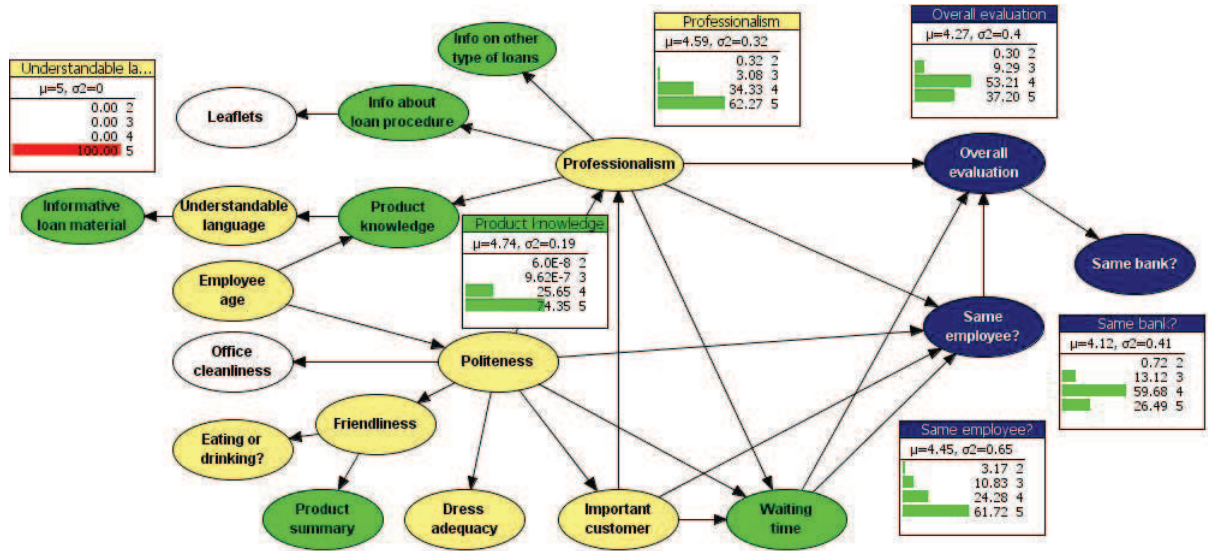 Understandable la...
μ=5, σ2=0
0.00 2
0.00 3
0.00 4
100.00 5
Info on other
type of loans
Professionalism
μ=4.59, σ2=0.32
0.32 2
3.08 3
34.33 4
62.27 5
Overall evaluation
μ=4.27, σ2=0.4
0.30 2
9.29 3
53.21 4
37.20 5
Leaflets
Info about
loan procedure
Professionalism
Overall
evaluation
Informative
loan material
Understandable
language
Product
knowledge
Product knowledge
μ=4.74, σ2=0.19
6.0E-8 2
9.62E-7 3
25.65 4
74.35 5
Same bank?
Employee
age
Same
employee?
Office
cleanliness
Politeness
Same bank?
μ=4.12, σ2=0.41
0.72 2
13.12 3
59.68 4
26.49 5
Friendliness
Eating or
drinking?
Same employee?
μ=4.45, σ2=0.65
3.17 2
10.83 3
24.28 4
61.72 5
Product
summary
Dress
adequacy
Important
customer
Waiting
time